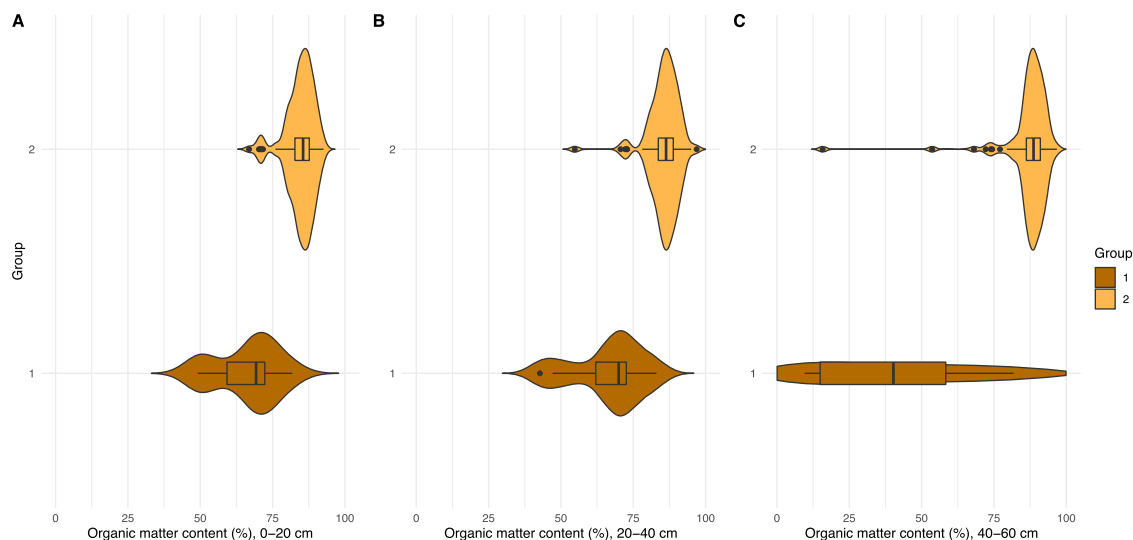 A
B
C
2
2
2
Group
Group
1
2
1
1
1
0
25
50
75
100
0
25
50
75
100
0
25
50
75
100
Organic matter content (%), 0–20 cm
Organic matter content (%), 20–40 cm
Organic matter content (%), 40–60 cm